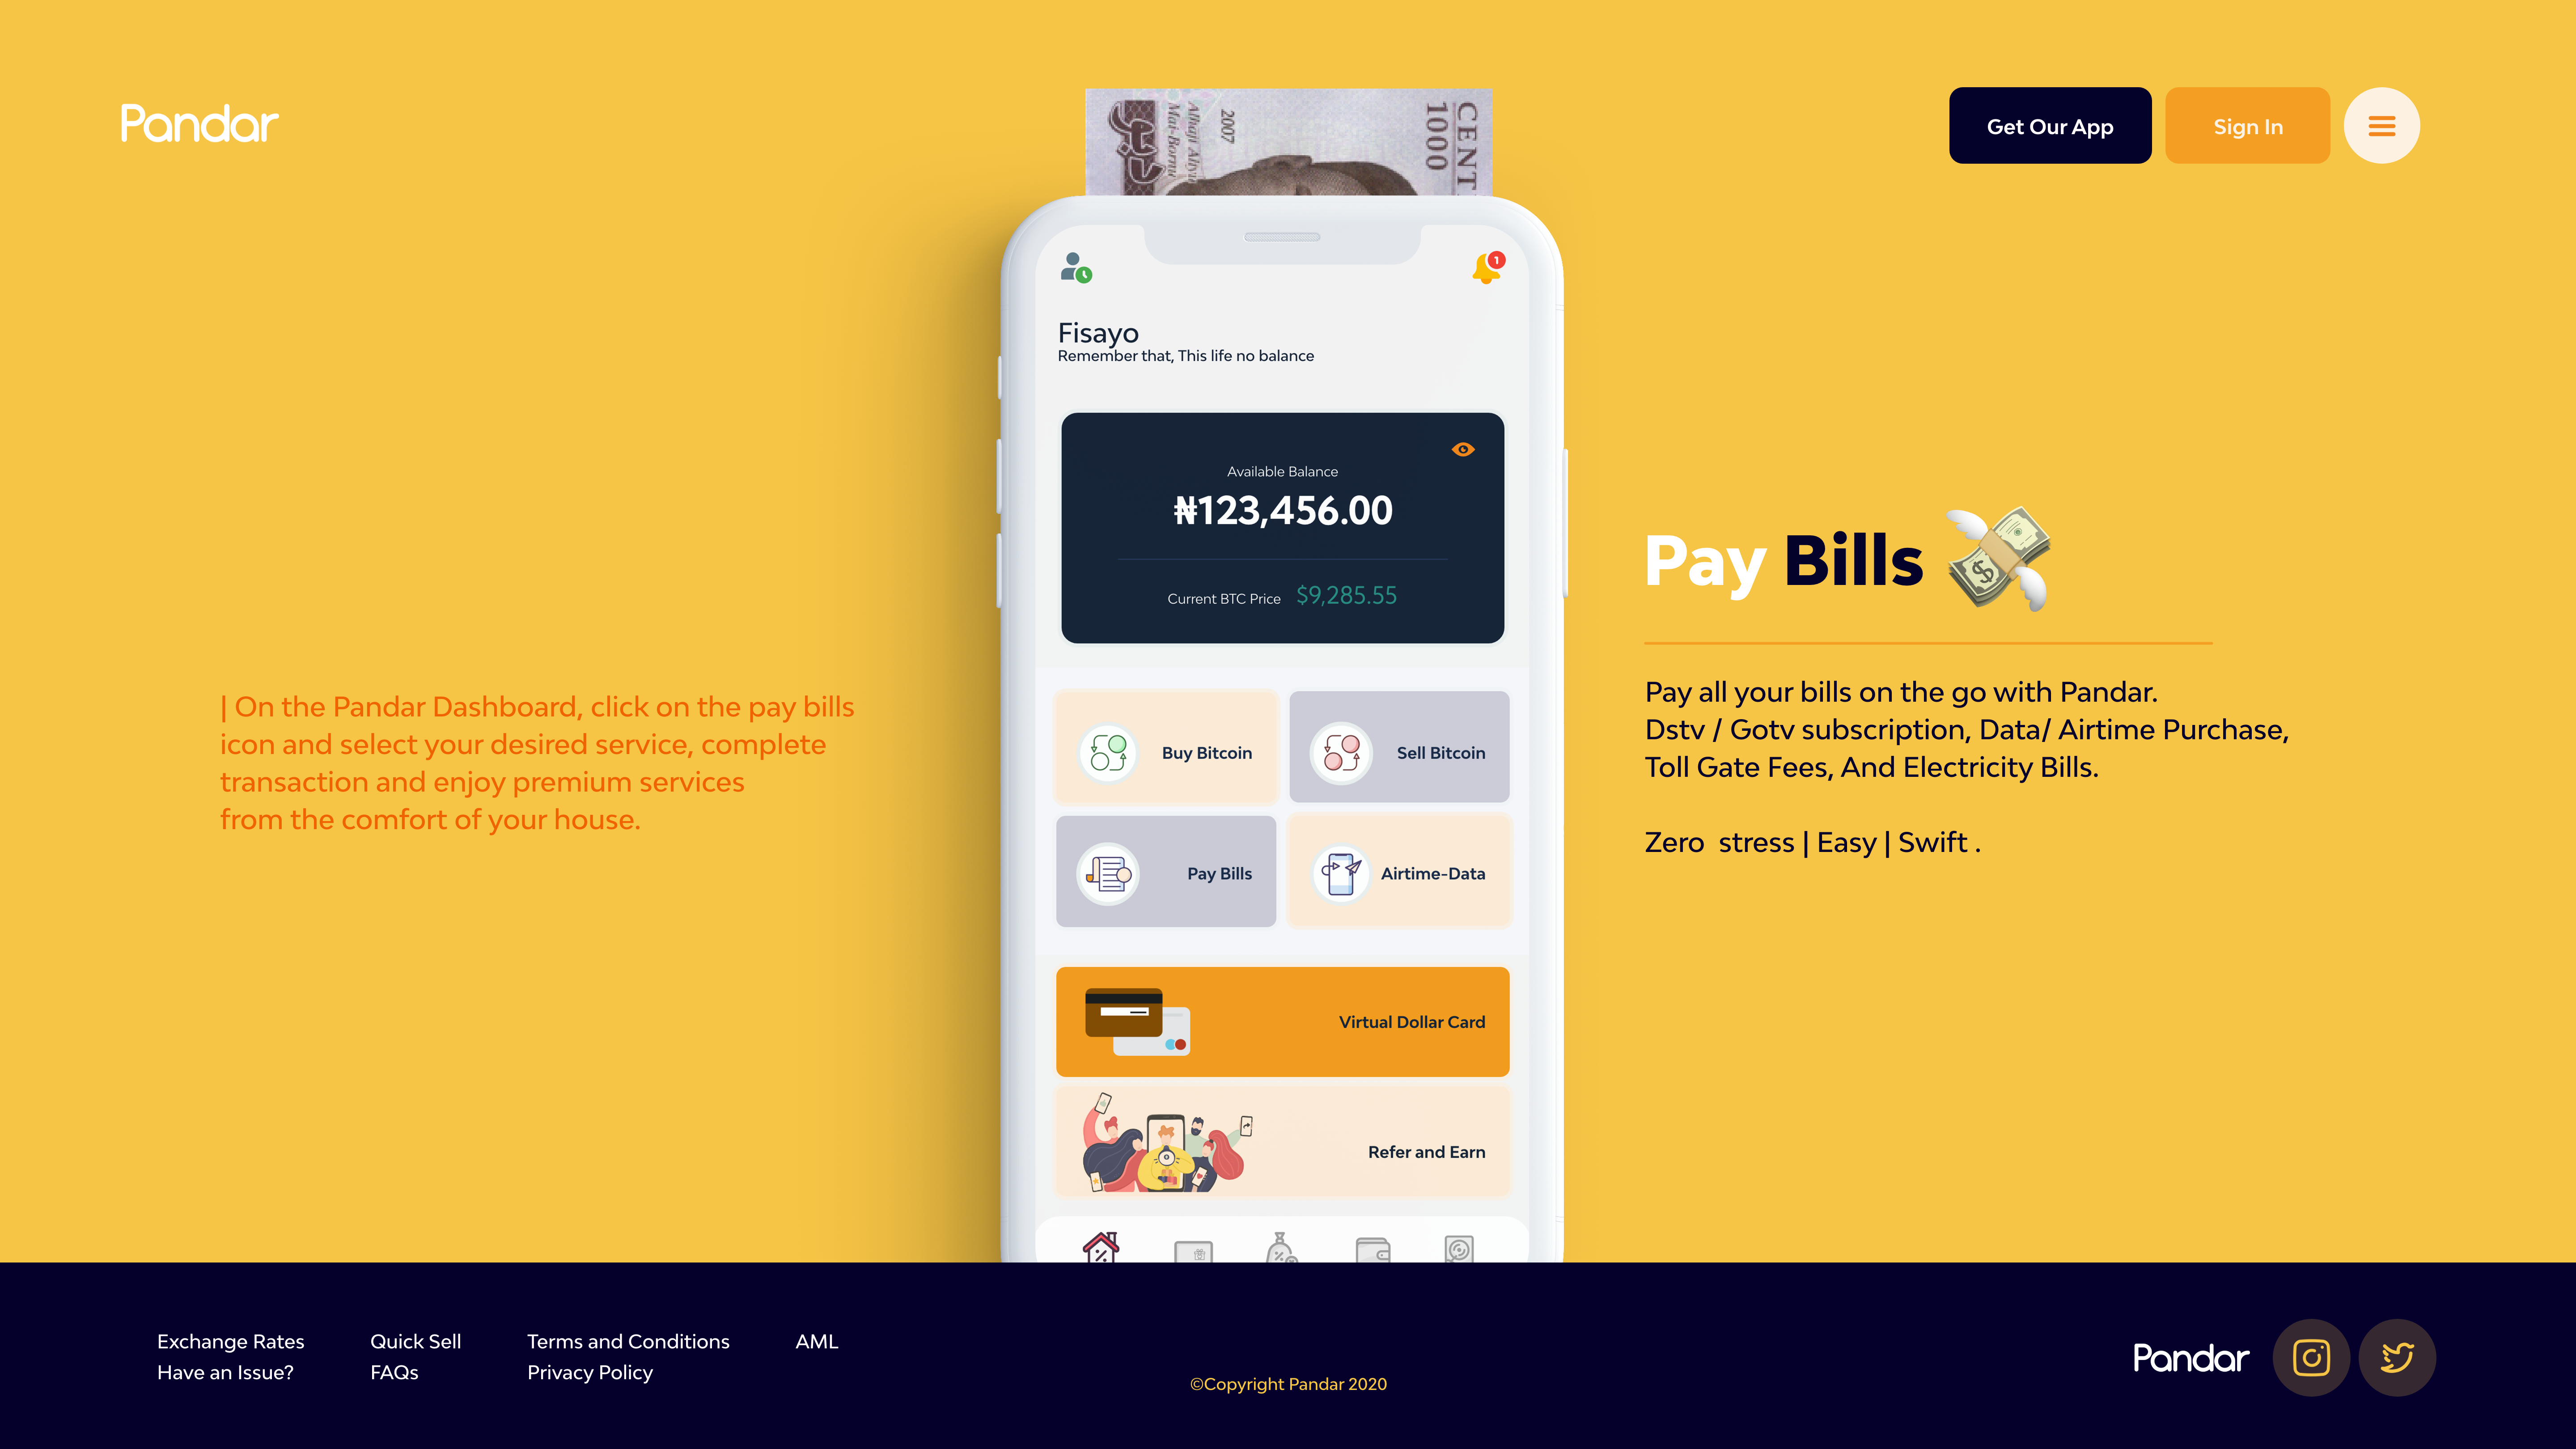 Pandar
Get Our App
Sign In
2007
Alhaji Aliyu
Mai-Bornu
CENT
1000
1
Fisayo
Remember that, This life no balance
Available Balance
₦123,456.00
Current BTC Price $9,285.55
Buy Bitcoin
Sell Bitcoin
Pay Bills
Airtime-Data
Virtual Dollar Card
Refer and Earn
| On the Pandar Dashboard, click on the pay bills
icon and select your desired service, complete
transaction and enjoy premium services
from the comfort of your house.
Pay Bills
Pay all your bills on the go with Pandar.
Dstv / Gotv subscription, Data/ Airtime Purchase,
Toll Gate Fees, And Electricity Bills.
Zero  stress | Easy | Swift .
Exchange Rates
Quick Sell
Terms and Conditions
AML
Have an Issue?
FAQs
Privacy Policy
©Copyright Pandar 2020
Pandar